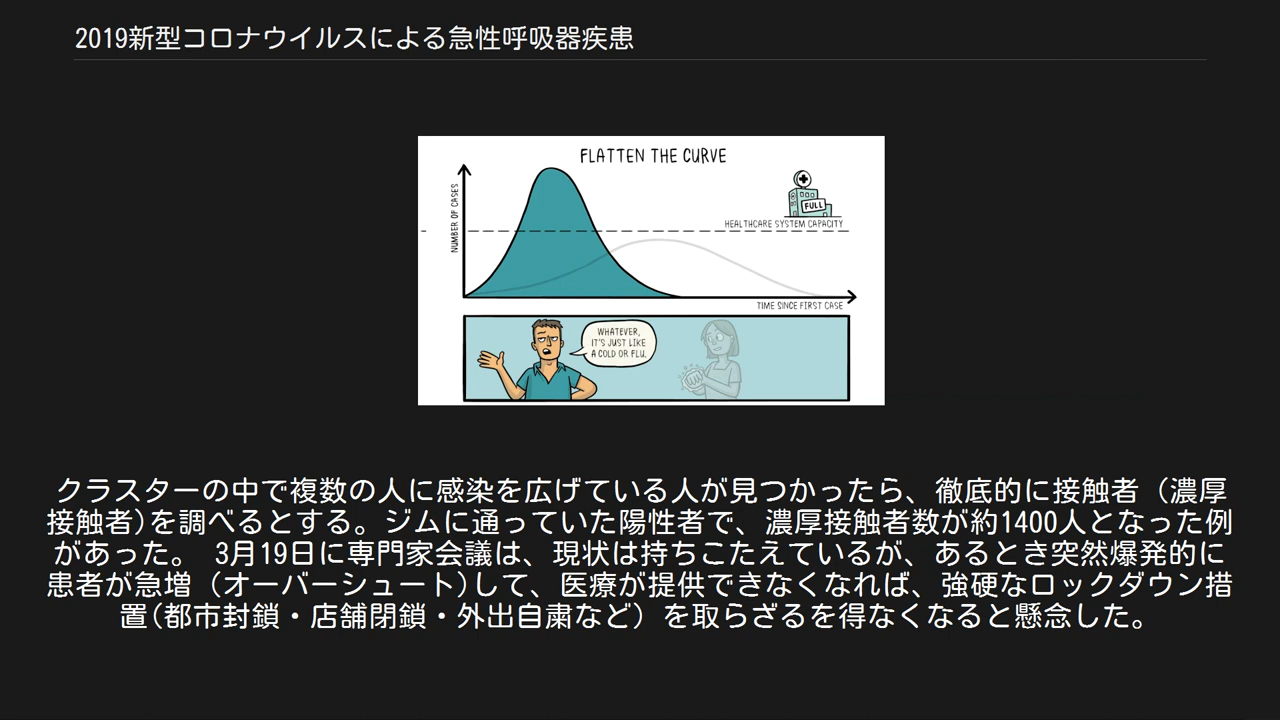 2019新型コロナウイルスによる急性呼吸器疾患
FLATTEN THE CURVE
NUMBER OF CASES
FULL
HEALTHCARE SYSTEM CAPACITY
TIME SINCE FIRST CASE
WHATEVER,
IT'S JUST LIKE
A COLD OR FLU.
クラスターの中で複数の人に感染を広げている人が見つかったら、徹底的に接触者（濃厚
接触者)を調べるとする。ジムに通っていた陽性者で、濃厚接触者数が約1400人となった例
があった。 3月19日に専門家会議は、現状は持ちこたえているが、あるとき突然爆発的に
患者が急増（オーバーシュート)して、医療が提供できなくなれば、強硬なロックダウン措
置(都市封鎖・店舗閉鎖・外出自粛など）を取らざるを得なくなると懸念した。